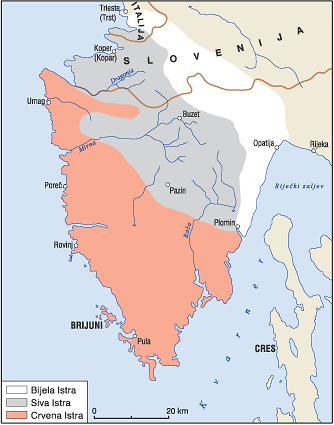 Trieste
(Trst)
ITALIJA
SLOVENIJA
Koper
(Kopar)
Dragonja
Umag
Buzet
Mirna
Opatija
Rijeka
Riječki zaljev
Poreč
Pazin
Plomin
Raša
Rovinj
BRIJUNI
Pula
CRES
Kvarner
Bijela Istra
Siva Istra
Crvena Istra
0 20 km